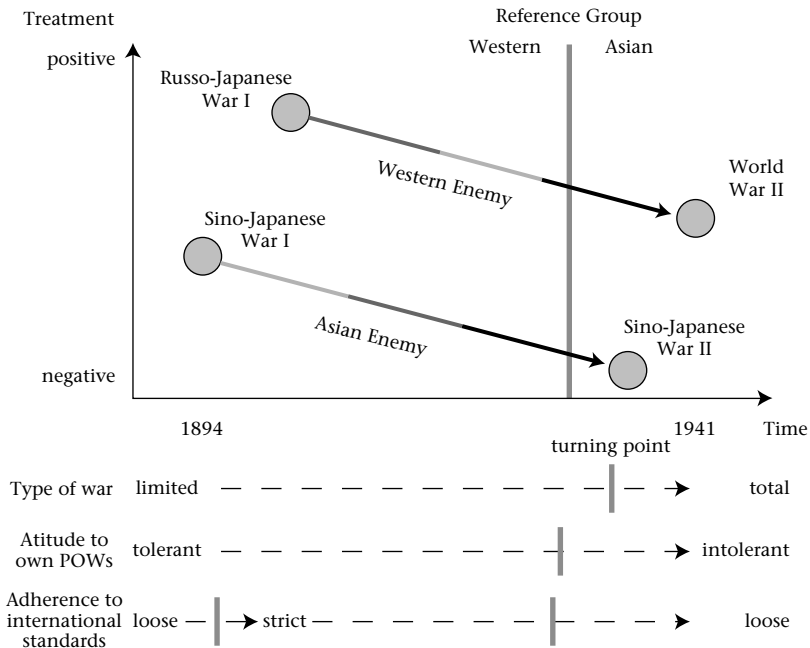 Reference Group
Treatment
Western Asian
positive
Russo-Japanese
War I
Western Enemy
World
War II
Sino-Japanese
War I
Asian Enemy
Sino-Japanese
War II
negative
1894 1941 Time
turning point
Type of war limited total
Atitude to
own POWs
tolerant intolerant
Adherence to
international
standards
loose strict loose